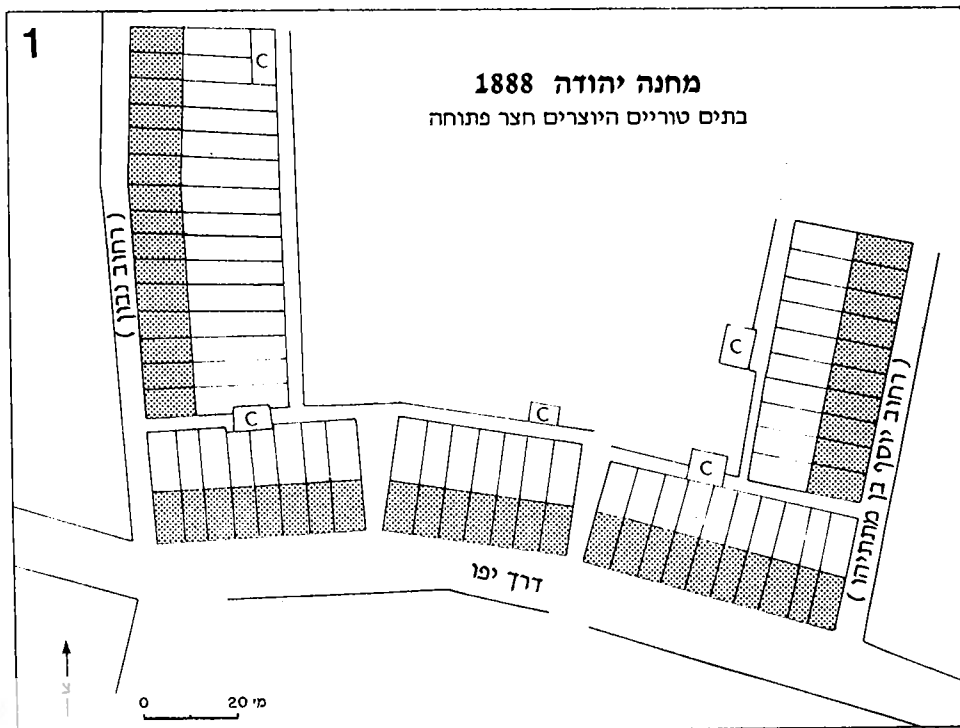 1
מחנה יהודה 1888
בתים טוריים היוצרים חצר פתוחה
C
( רחוב נבון )
C
( רחוב יוסף בן מתתיהו )
C
C
C
דרך יפו
צ
0 20 מי